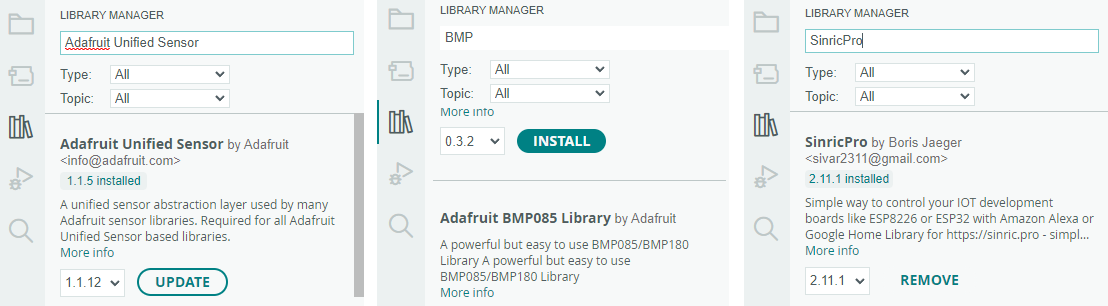 LIBRARY MANAGER
Adafruit Unified Sensor
Type: All
Topic: All
Adafruit Unified Sensor by Adafruit
<info@adafruit.com>
1.1.5 installed
A unified sensor abstraction layer used by many
Adafruit sensor libraries. Required for all Adafruit
Unified Sensor based libraries.
More info
1.1.12 UPDATE
LIBRARY MANAGER
BMP
Type: All
Topic: All
More info
0.3.2 INSTALL
Adafruit BMP085 Library by Adafruit
A powerful but easy to use BMP085/BMP180
Library A powerful but easy to use
BMP085/BMP180 Library
More info
LIBRARY MANAGER
SinricPro
Type: All
Topic: All
SinricPro by Boris Jaeger
<sivar2311@gmail.com>
2.11.1 installed
Simple way to control your IOT development
boards like ESP8226 or ESP32 with Amazon Alexa or
Google Home Library for https://sinric.pro - simpl...
More info
2.11.1 REMOVE